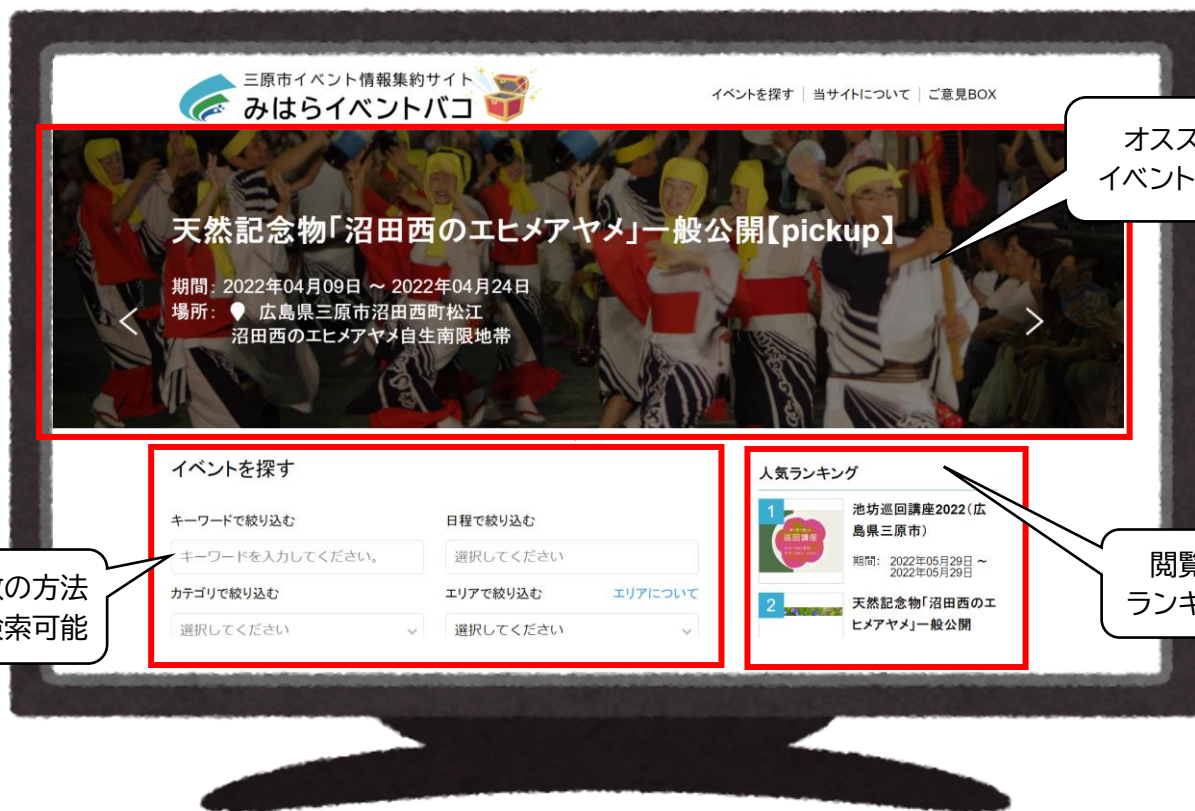 三原市イベント情報集約サイト
みはらイベントバコ
イベントを探す | 当サイトについて | ご意見BOX
オスス
イベント
天然記念物「沼田西のエヒメアヤメ」一般公開【pickup】
期間: 2022年04月09日 ~ 2022年04月24日
場所: 広島県三原市沼田西町松江
沼田西のエヒメアヤメ自生南限地帯
イベントを探す
キーワードで絞り込む
キーワードを入力してください。
日程で絞り込む
選択してください
カテゴリで絞り込む
選択してください
エリアで絞り込む
エリアについて
選択してください
の方法
索可能
人気ランキング
1
巡回講座
池坊巡回講座2022(広
島県三原市)
期間: 2022年05月29日 ~
2022年05月29日
2
天然記念物「沼田西のエ
ヒメアヤメ」一般公開
閲覧
ランキ